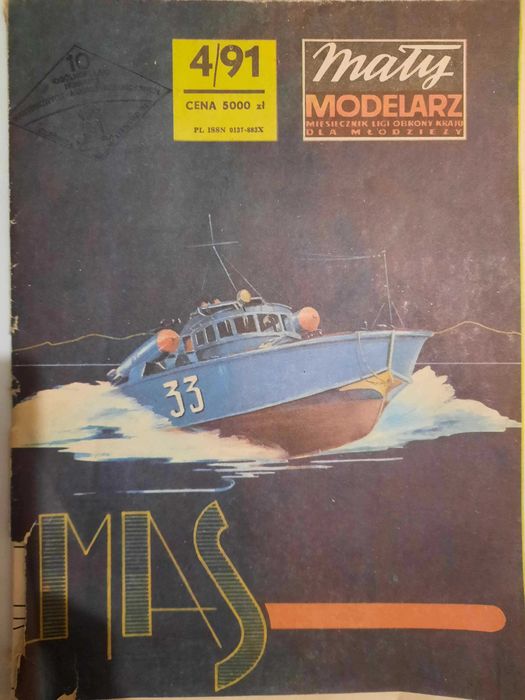 10
4/91
CENA 5000 zł
PL ISSN 0137-883X
Mały
MODELARZ
MIESIĘCZNIK LIGI OBRONY KRAJU
DLA MŁODZIEŻY
33
MAS